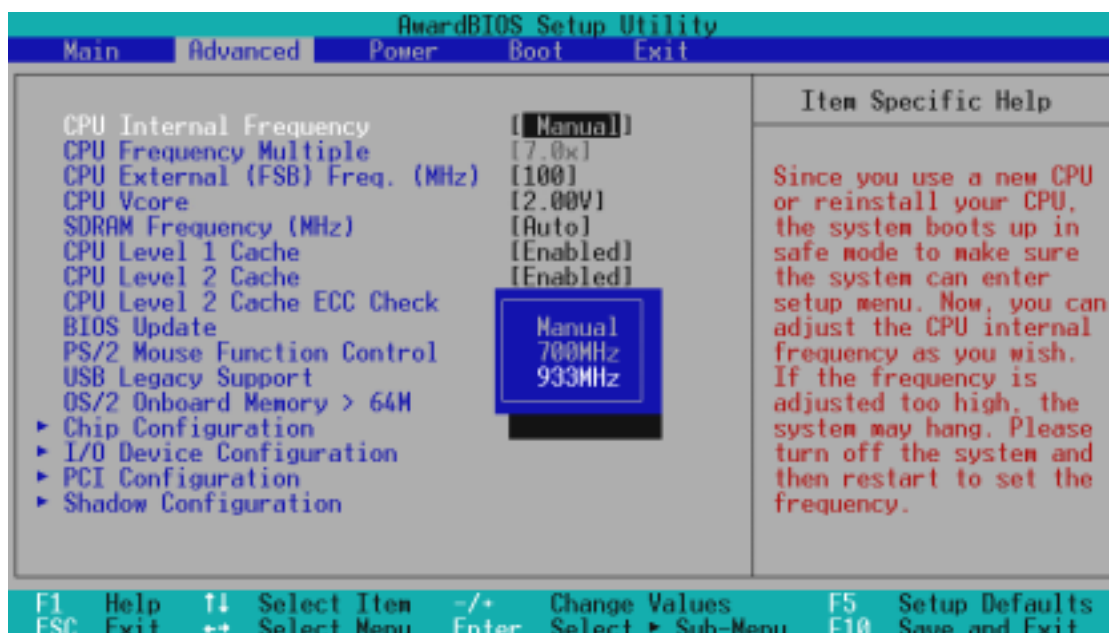 AwardBIOS Setup Utility
Main Advanced Power Boot Exit
Item Specific Help
CPU Internal Frequency [ Manual]
CPU Frequency Multiple [7.0x]
CPU External (FSB) Freq. (MHz) [100]
CPU Vcore [2.00V]
SDRAM Frequency (MHz) [Auto]
CPU Level 1 Cache [Enabled]
CPU Level 2 Cache [Enabled]
CPU Level 2 Cache ECC Check
BIOS Update
PS/2 Mouse Function Control
USB Legacy Support
OS/2 Onboard Memory > 64M
▶ Chip Configuration
▶ I/O Device Configuration
▶ PCI Configuration
▶ Shadow Configuration
Manual
700MHz
933MHz
Since you use a new CPU
or reinstall your CPU,
the system boots up in
safe mode to make sure
the system can enter
setup menu. Now, you can
adjust the CPU internal
frequency as you wish.
If the frequency is
adjusted too high, the
system may hang. Please
turn off the system and
then restart to set the
frequency.
F1 Help ↑↓ Select Item -/+ Change Values F5 Setup Defaults
ESC Exit ↔ Select Menu Enter Select ▶ Sub-Menu F10 Save and Exit